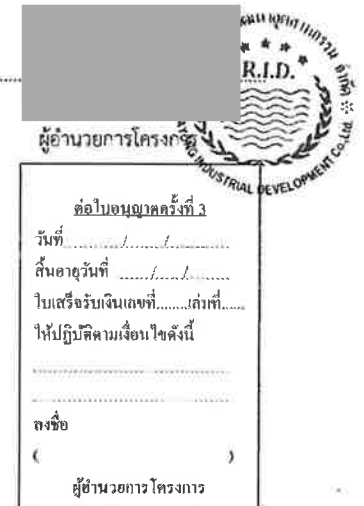 R.I.D.
INDUSTRIAL DEVELOPMENT Co.,Ltd.
ผู้อำนวยการโครงการ
ต่อใบอนุญาตครั้งที่ 3
วันที่ ........../........../..........
สิ้นอายุวันที่ ......../......../........
ใบเสร็จรับเงินเลขที่........เล่มที่......
ให้ปฏิบัติตามเงื่อนไขดังนี้
ลงชื่อ
( )
ผู้อำนวยการโครงการ